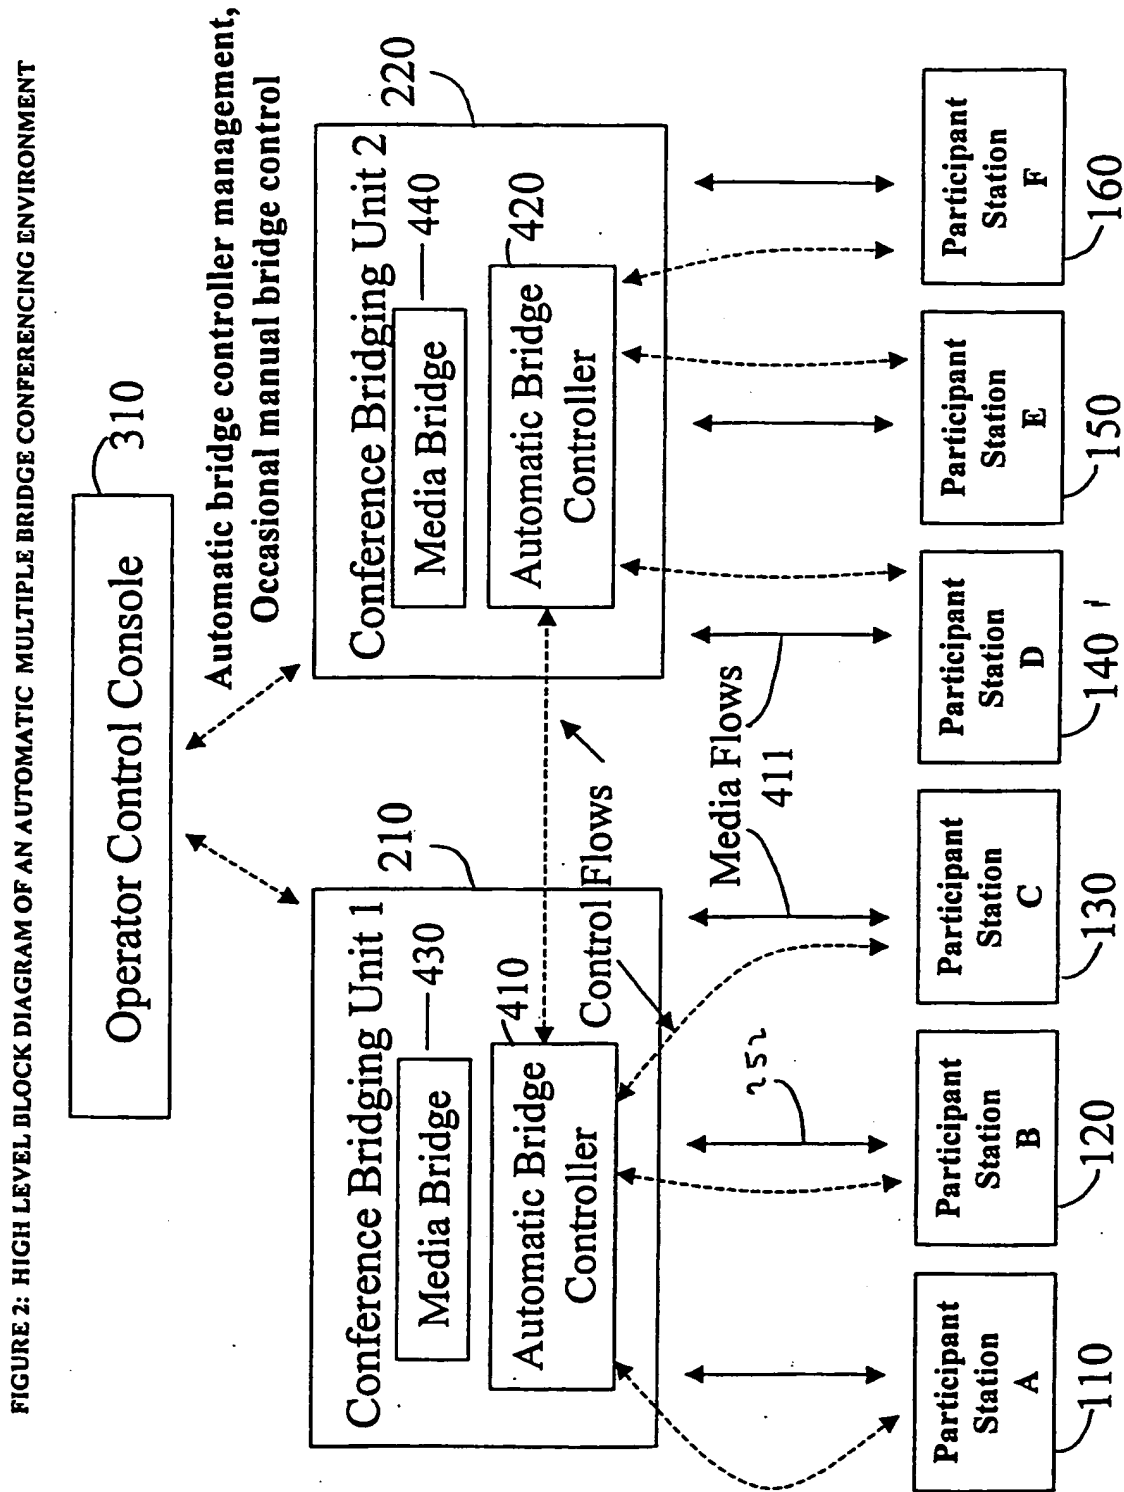 FIGURE 2: HIGH LEVEL BLOCK DIAGRAM OF AN AUTOMATIC MULTIPLE BRIDGE CONFERENCING ENVIRONMENT
Operator Control Console
310
Automatic bridge controller management,
Occasional manual bridge control
Conference Bridging Unit 1
210
Media Bridge
430
Automatic Bridge
Controller
410
Conference Bridging Unit 2
220
Media Bridge
440
Automatic Bridge
Controller
420
Control Flows
Media Flows
411
252
Participant
Station
A
110
Participant
Station
B
120
Participant
Station
C
130
Participant
Station
D
140
Participant
Station
E
150
Participant
Station
F
160